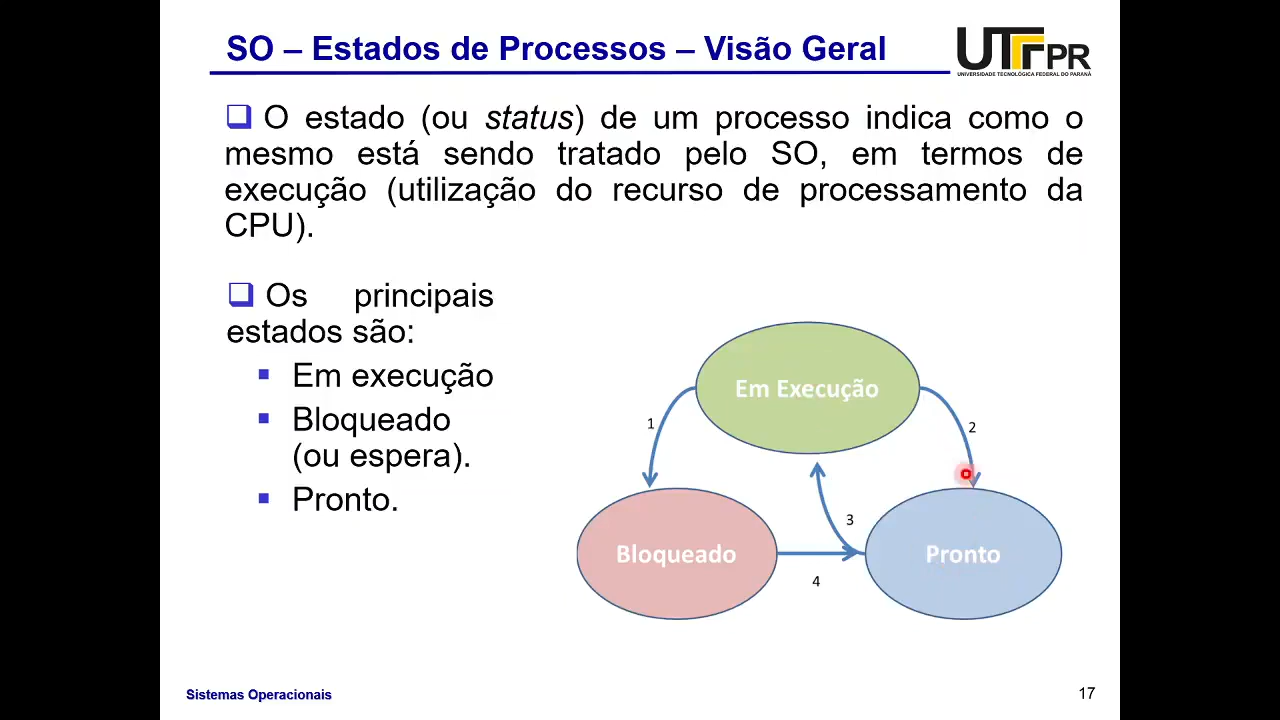 SO – Estados de Processos – Visão Geral
UTFPR
UNIVERSIDADE TECNOLÓGICA FEDERAL DO PARANÁ
O estado (ou status) de um processo indica como o
mesmo está sendo tratado pelo SO, em termos de
execução (utilização do recurso de processamento da
CPU).
Os principais
estados são:
Em execução
Bloqueado
(ou espera).
Pronto.
Em Execução
1
2
3
Bloqueado
Pronto
4
Sistemas Operacionais
17